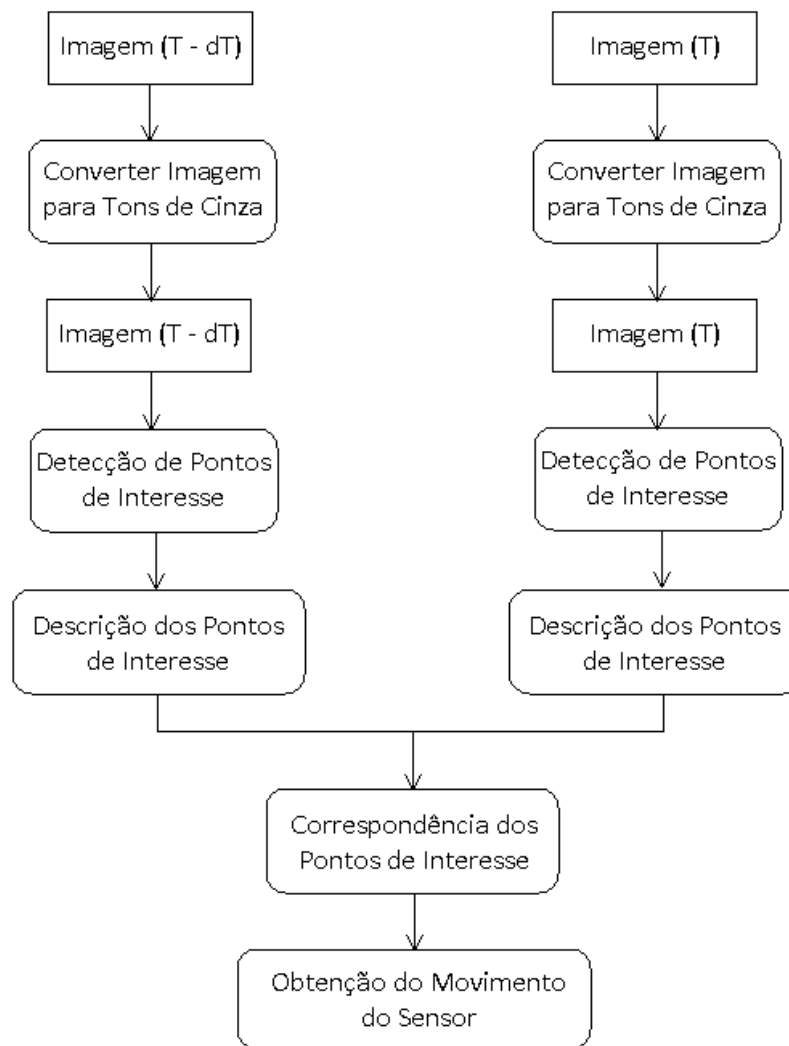 Imagem (T - dT)
Imagem (T)
Converter Imagem
para Tons de Cinza
Converter Imagem
para Tons de Cinza
Imagem (T - dT)
Imagem (T)
Detecção de Pontos
de Interesse
Detecção de Pontos
de Interesse
Descrição dos Pontos
de Interesse
Descrição dos Pontos
de Interesse
Correspondência dos
Pontos de Interesse
Obtenção do Movimento
do Sensor